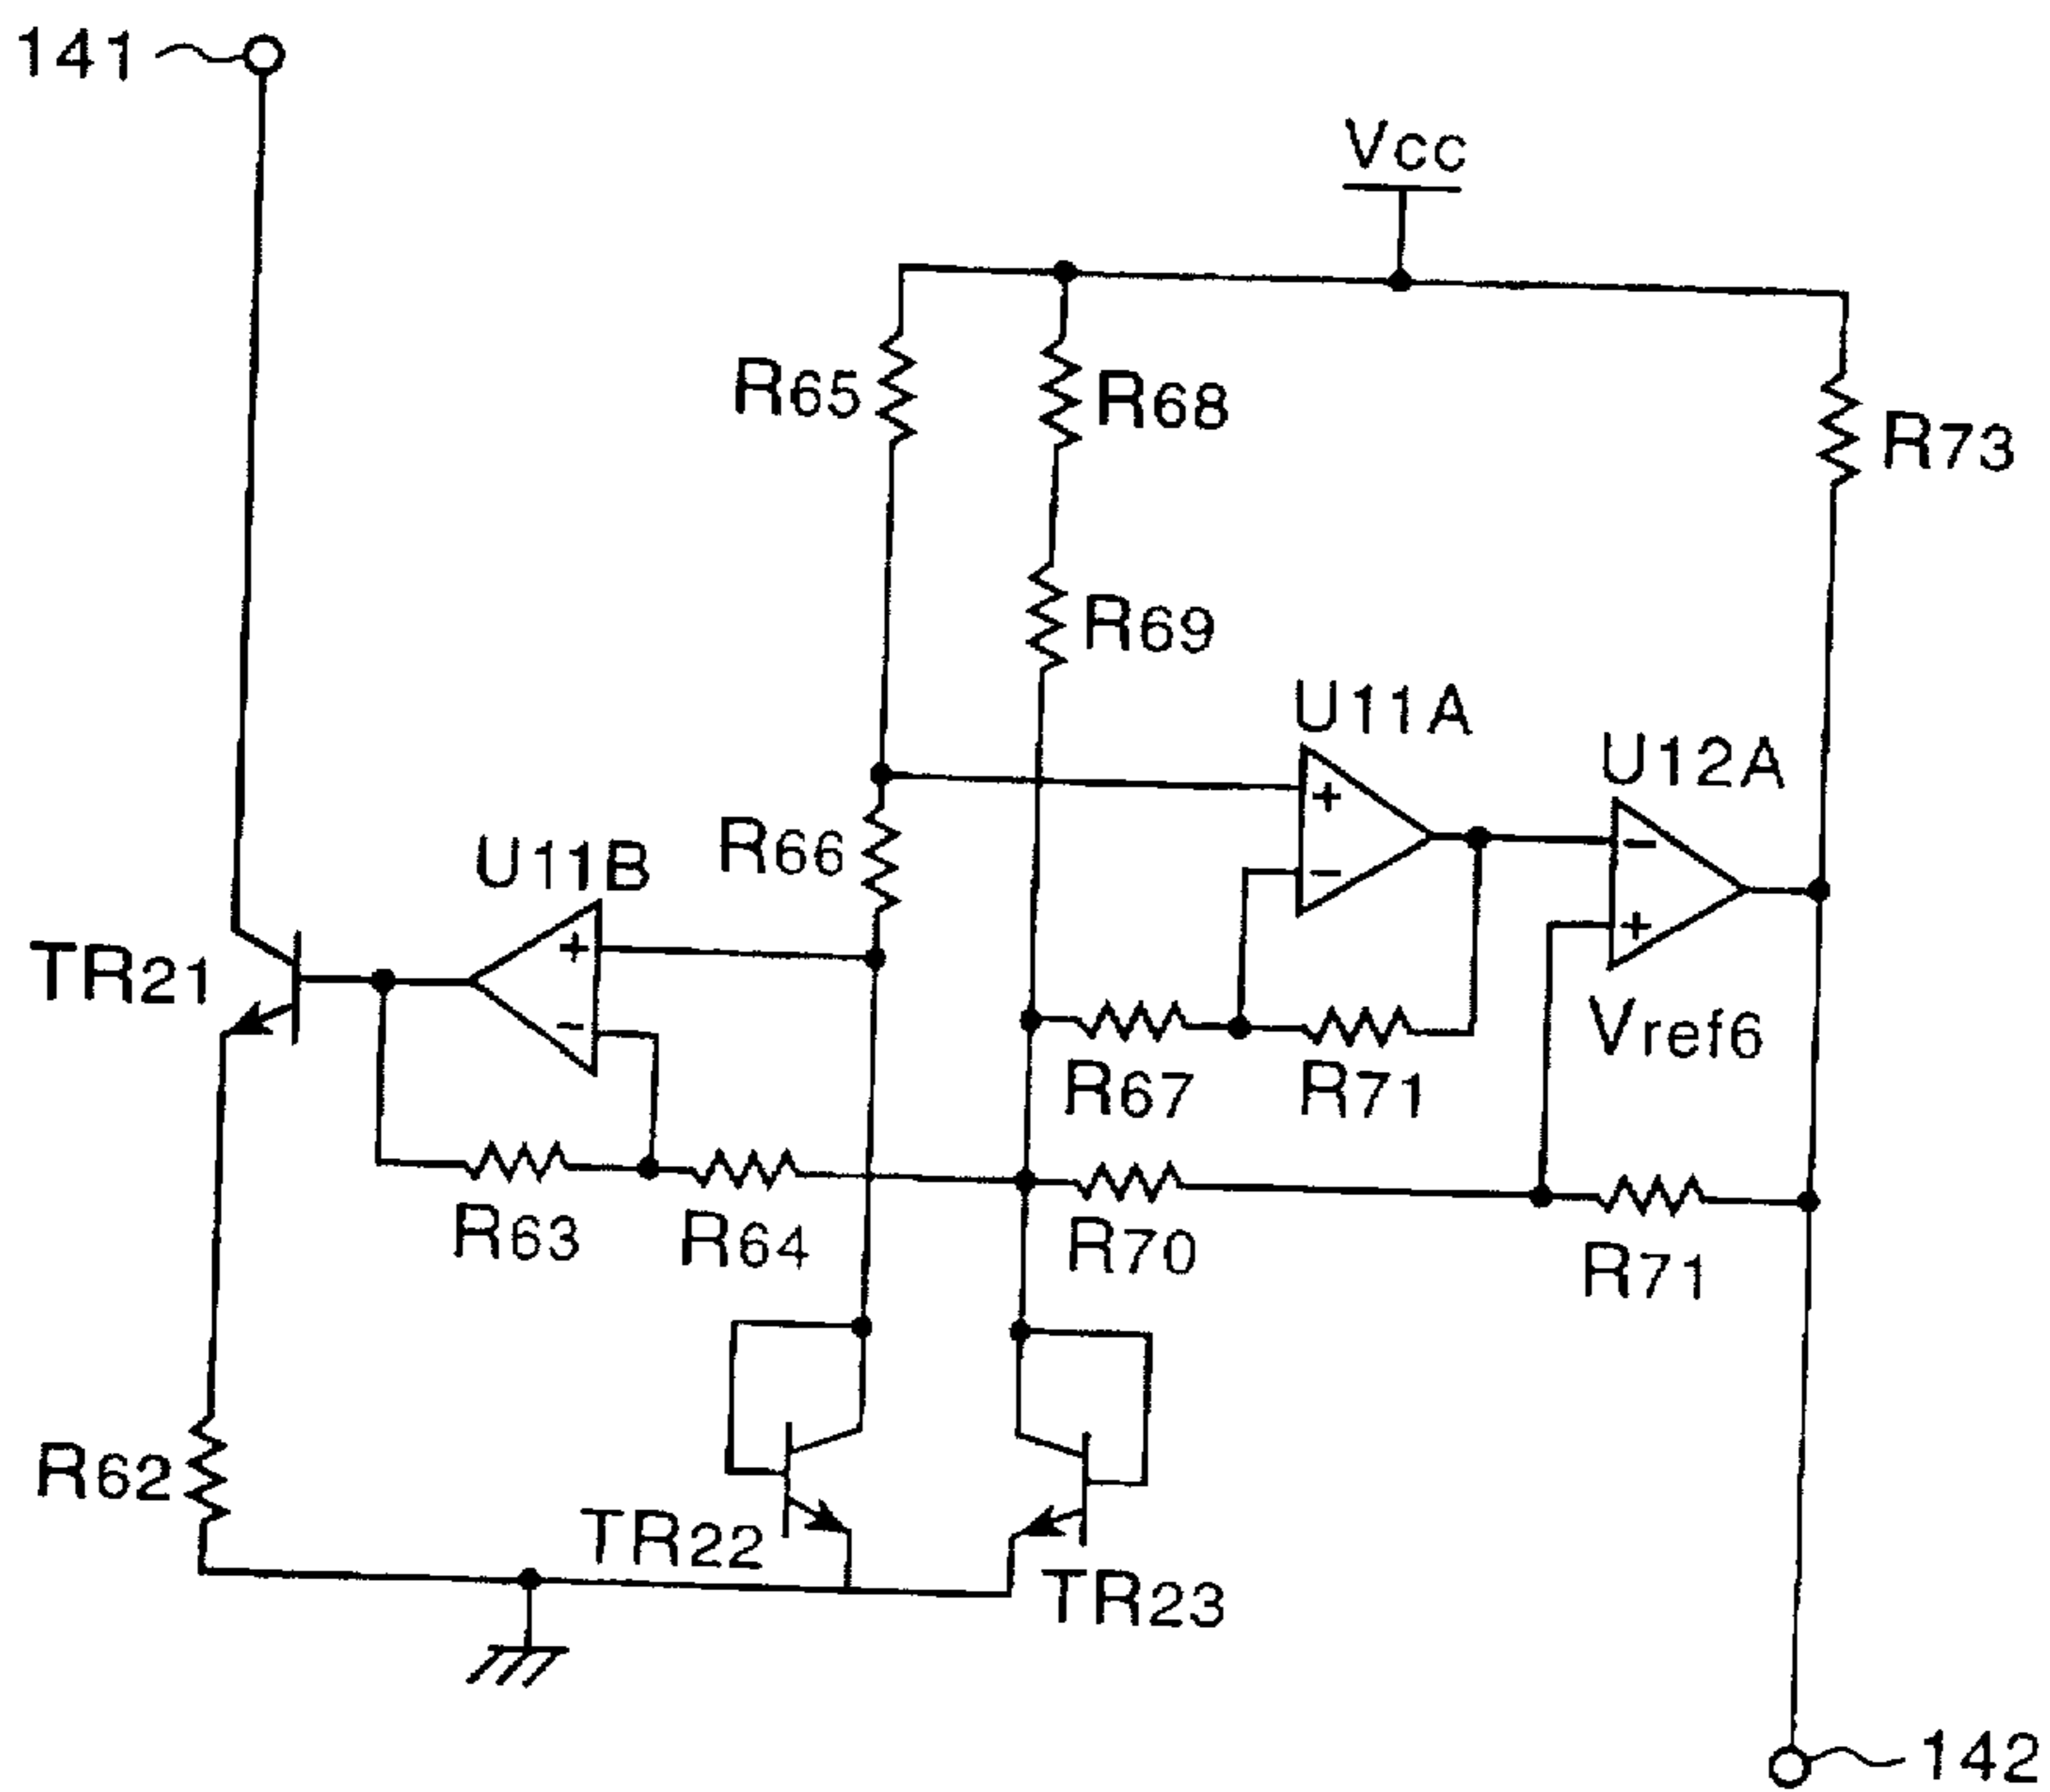 141
Vcc
R65
R68
R73
R69
U11A
U12A
R66
U11B
+
-
-
+
TR21
+
-
Vref6
R67
R71
R63
R64
R70
R71
R62
TR22
TR23
142